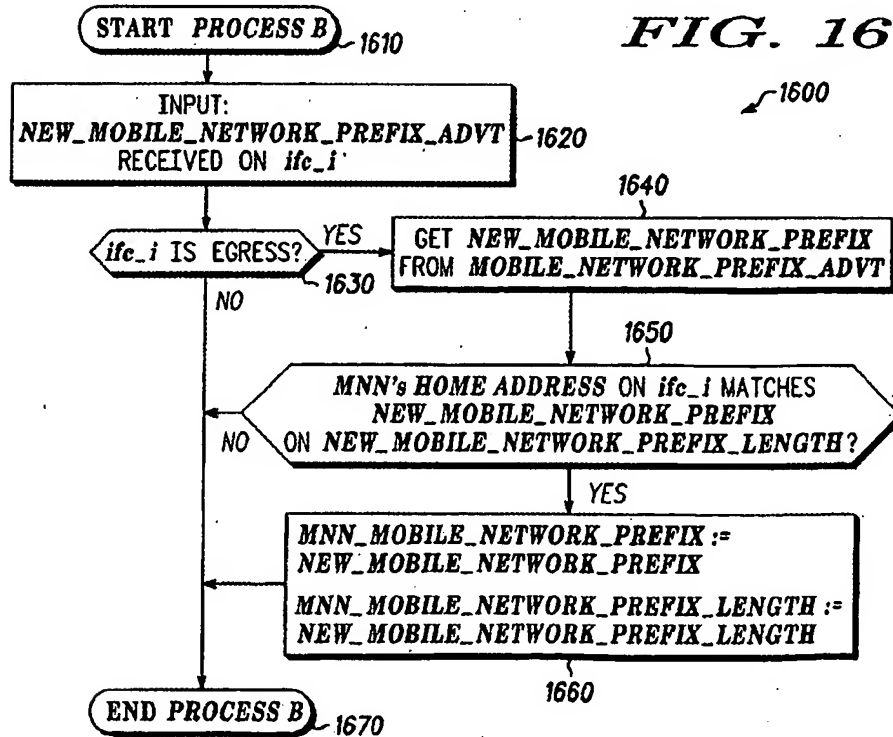 FIG. 16
1600
START PROCESS B
1610
INPUT:
NEW_MOBILE_NETWORK_PREFIX_ADVT
RECEIVED ON ifc_i
1620
ifc_i IS EGRESS?
1630
YES
NO
1640
GET NEW_MOBILE_NETWORK_PREFIX
FROM MOBILE_NETWORK_PREFIX_ADVT
1650
MNN's HOME ADDRESS ON ifc_i MATCHES
NEW_MOBILE_NETWORK_PREFIX
ON NEW_MOBILE_NETWORK_PREFIX_LENGTH?
NO
YES
MNN_MOBILE_NETWORK_PREFIX :=
NEW_MOBILE_NETWORK_PREFIX
MNN_MOBILE_NETWORK_PREFIX_LENGTH :=
NEW_MOBILE_NETWORK_PREFIX_LENGTH
1660
END PROCESS B
1670